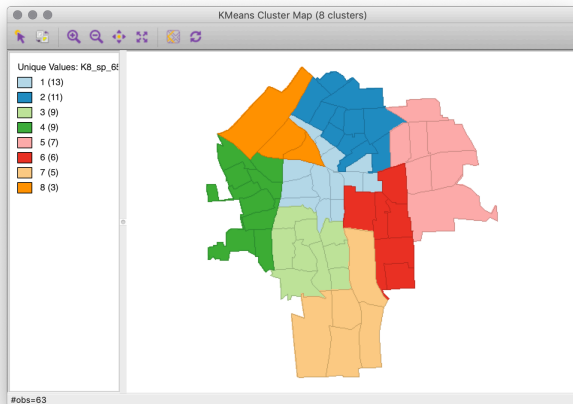 KMeans Cluster Map (8 clusters)
Unique Values: K8_sp_65
1 (13)
2 (11)
3 (9)
4 (9)
5 (7)
6 (6)
7 (5)
8 (3)
#obs=63